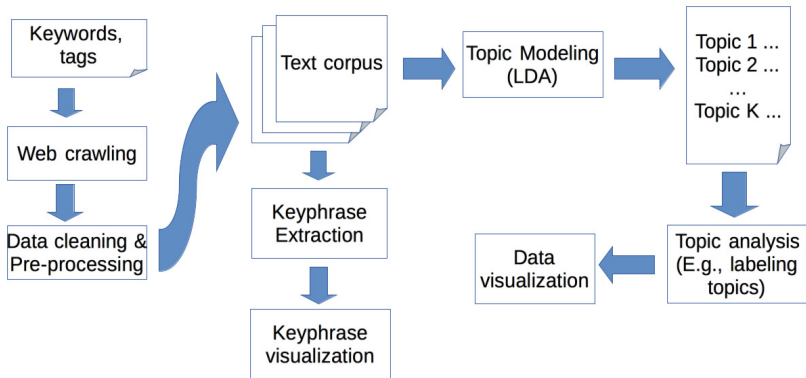 Keywords,
tags
Web crawling
Data cleaning &
Pre-processing
Text corpus
Keyphrase
Extraction
Keyphrase
visualization
Topic Modeling
(LDA)
Topic 1 ...
Topic 2 ...
...
Topic K ...
Topic analysis
(E.g., labeling
topics)
Data
visualization